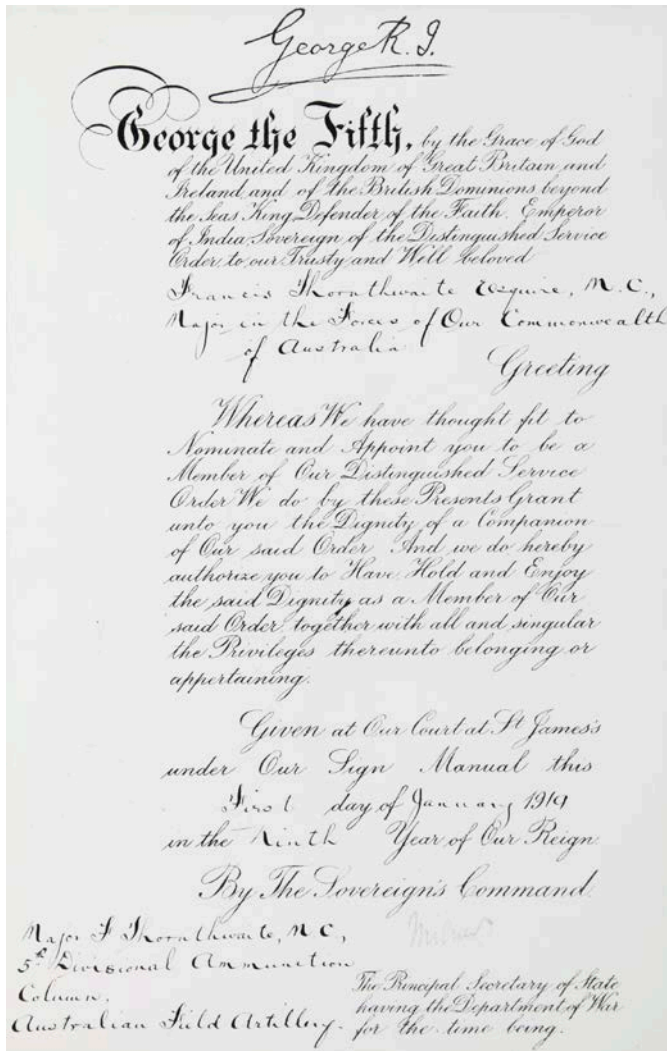 George R. I.
George the Fifth, by the Grace of God
of the United Kingdom of Great Britain and
Ireland and of the British Dominions beyond
the Seas King Defender of the Faith. Emperor
of India, Sovereign of the Distinguished Service
Order to our Trusty and Well beloved
Francis Thornthwaite Esquire, M.C.,
Major in the Forces of Our Commonwealth
of Australia
Greeting
Whereas We have thought fit to
Nominate and Appoint you to be a
Member of Our Distinguished Service
Order We do by these Presents Grant
unto you the Dignity of a Companion
of Our said Order. And we do hereby
authorize you to Have, Hold and Enjoy
the said Dignity as a Member of Our
said Order, together with all and singular
the Privileges thereunto belonging or
appertaining.
Given at Our Court at St James's
under Our Sign Manual this
First day of January 1919
in the Ninth Year of Our Reign.
By The Sovereign's Command.
Major F Thornthwaite, M C,
5th Divisional Ammunition
Column.
Australian Field Artillery.
Milner
The Principal Secretary of State
having the Department of War
for the time being.